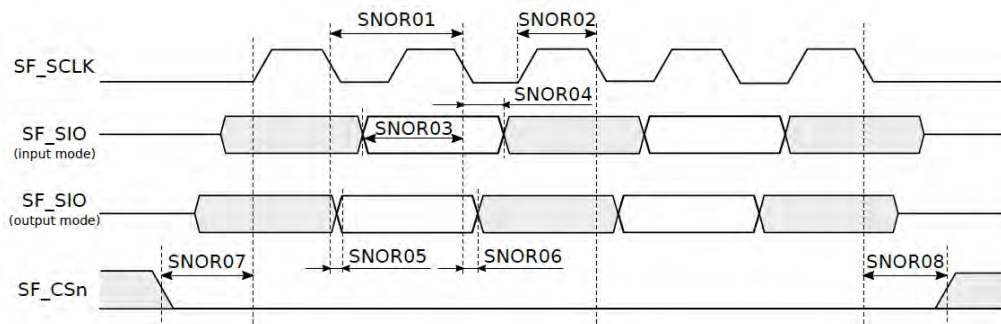 SNOR01
SNOR02
SF_SCLK
SNOR04
SF_SIO
(input mode)
SNOR03
SF_SIO
(output mode)
SNOR05
SNOR06
SNOR07
SNOR08
SF_CSn